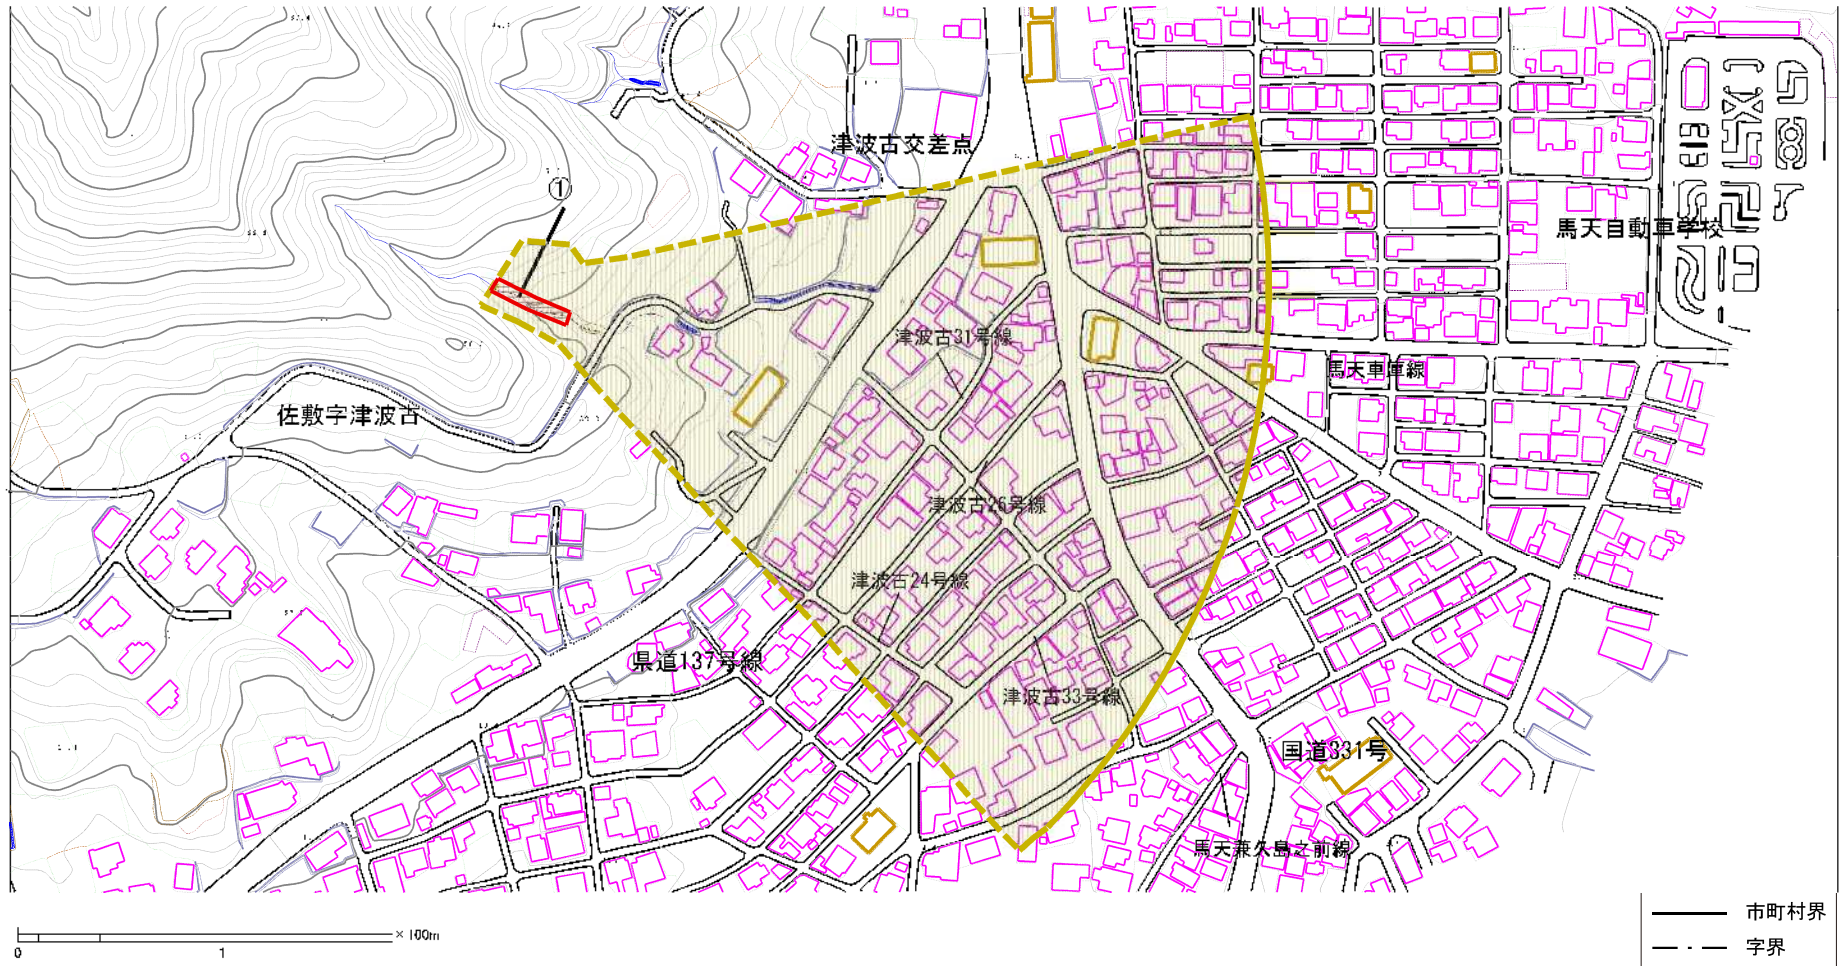 津波古交差点
①
馬天自動車学校
津波古31号線
馬天車庫線
佐敷字津波古
津波古26号線
津波古24号線
県道137号線
津波古33号線
国道331号
馬天兼久島之前線
× 100m
0 1
市町村界
字界